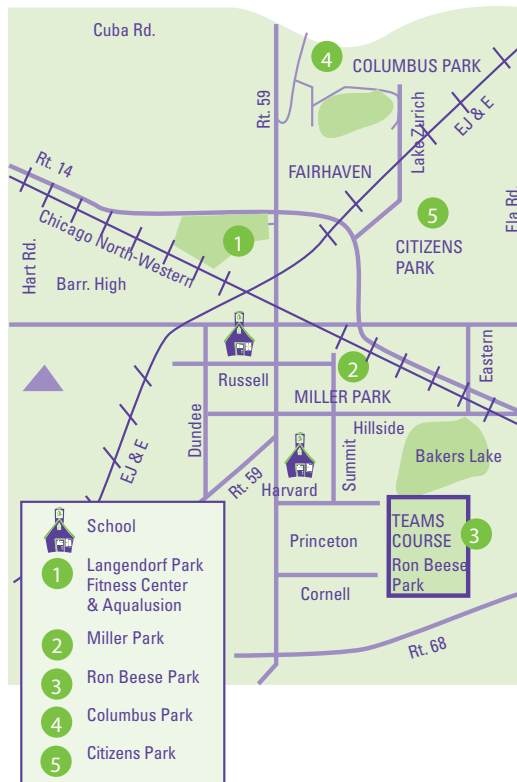 Cuba Rd.
4
COLUMBUS PARK
Rt. 59
Lake Zurich
EJ & E
Rt. 14
FAIRHAVEN
Ela Rd.
5
CITIZENS
PARK
Chicago North-Western
1
Hart Rd.
Barr. High
2
Russell
MILLER PARK
Eastern
Dundee
Hillside
EJ & E
Summit
Bakers Lake
Rt. 59
Harvard
TEAMS
COURSE
Ron Beese
Park
3
Princeton
Cornell
Rt. 68
School
1
Langendorf Park
Fitness Center
& Aqualusion
2
Miller Park
3
Ron Beese Park
4
Columbus Park
5
Citizens Park